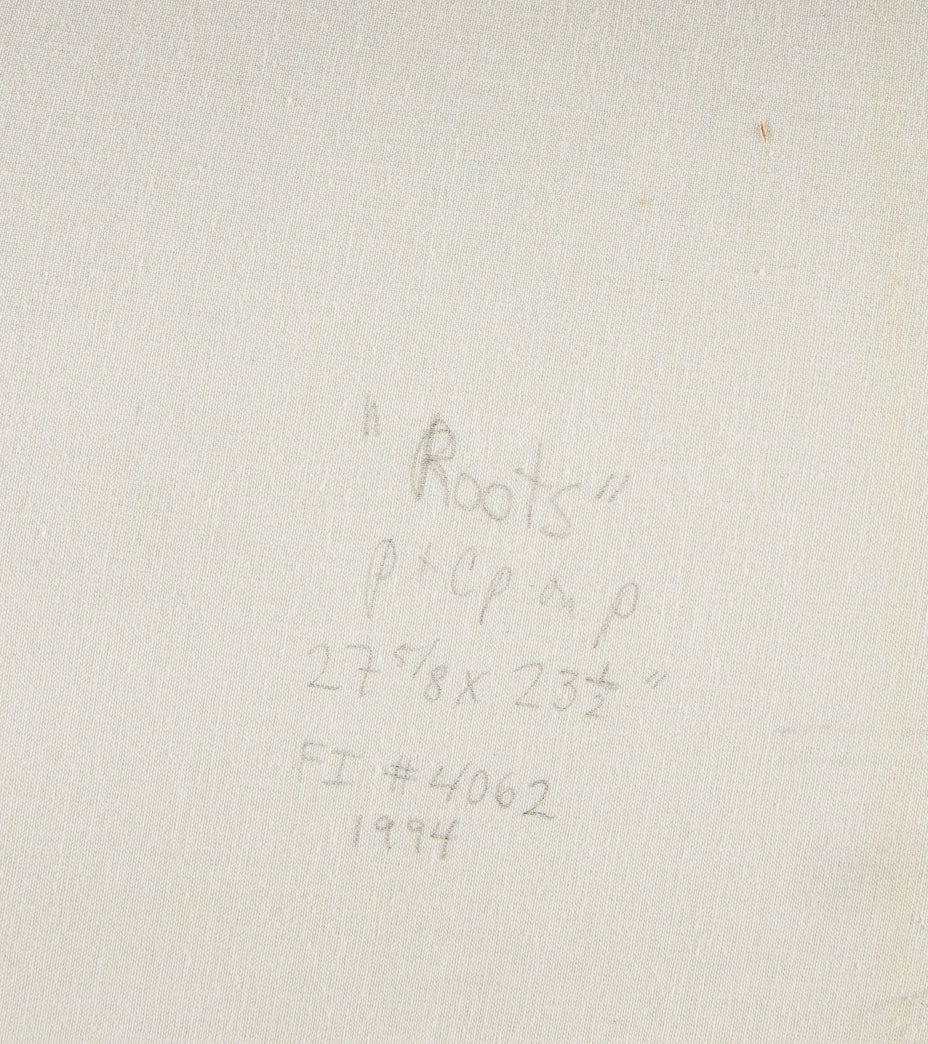 "Roots"
p + Cp on p
27 5/8 x 23 1/2 "
FI # 4062
1994